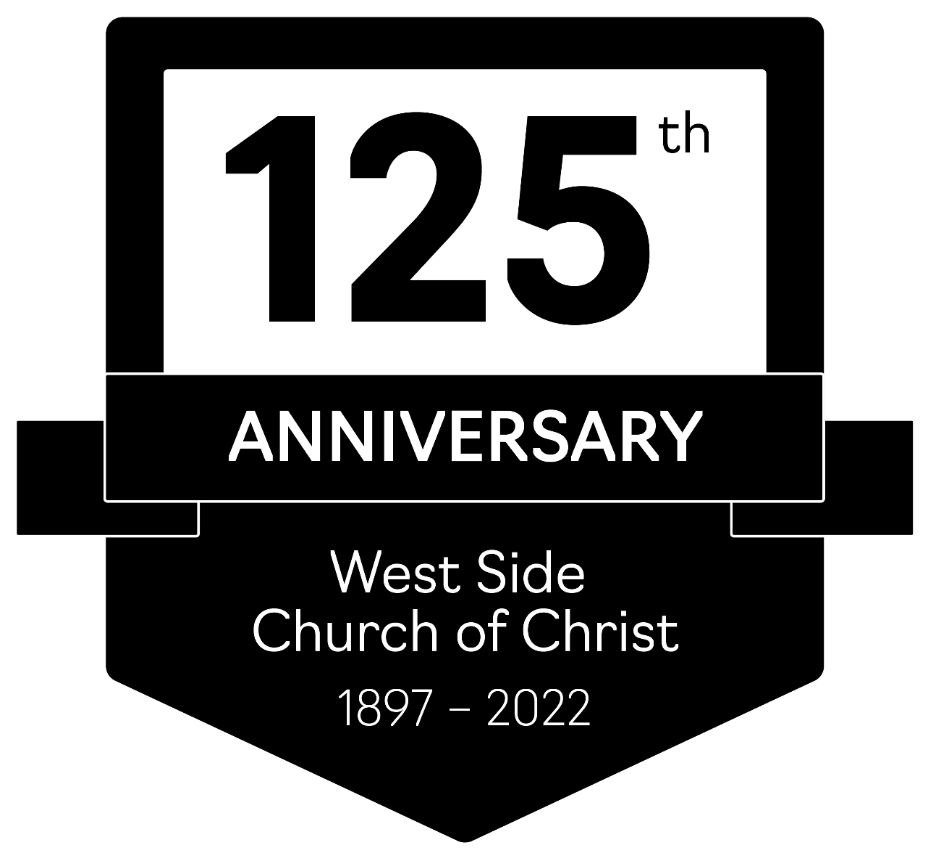 125th
ANNIVERSARY
West Side
Church of Christ
1897 – 2022